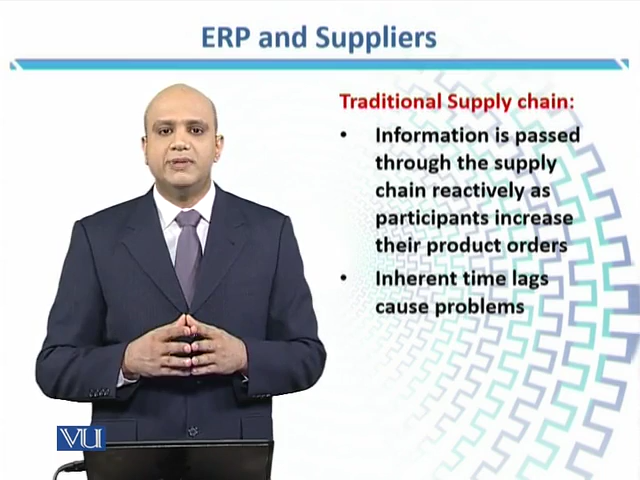 ERP and Suppliers
Traditional Supply chain:
• Information is passed
through the supply
chain reactively as
participants increase
their product orders
• Inherent time lags
cause problems
VU